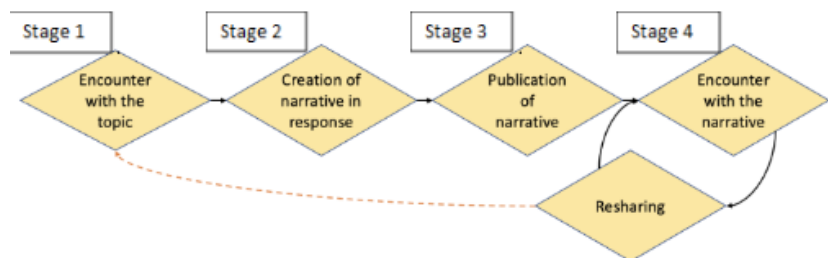 Stage 1
Stage 2
Stage 3
Stage 4
Encounter
with the
topic
Creation of
narrative in
response
Publication
of
narrative
Encounter
with the
narrative
Resharing